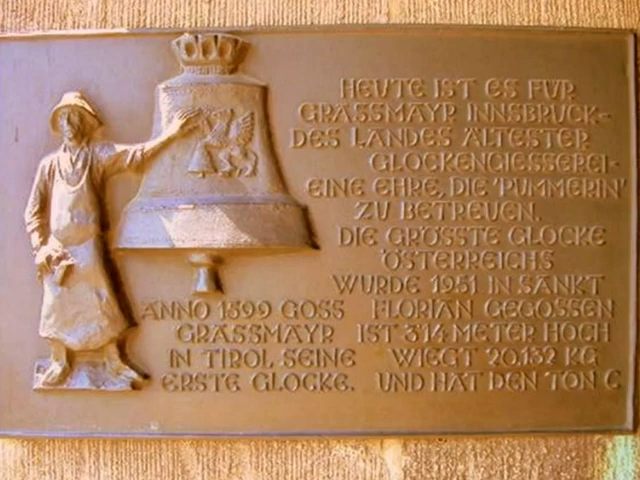 HEUTE IST ES FÜR
GRASSMAYR INNSBRUCK-
DES LANDES ÄLTESTER
GLOCKENGIESSEREI-
EINE EHRE, DIE 'PUMMERIN'
ZU BETREUEN.
DIE GRÖSSTE GLOCKE
ÖSTERREICHS
WURDE 1951 IN SANKT
FLORIAN GEGOSSEN
IST 3'14 METER HOCH
WIEGT 20.132 KG
UND HAT DEN TON C
ANNO 1599 GOSS
GRASSMAYR
IN TIROL SEINE
ERSTE GLOCKE.